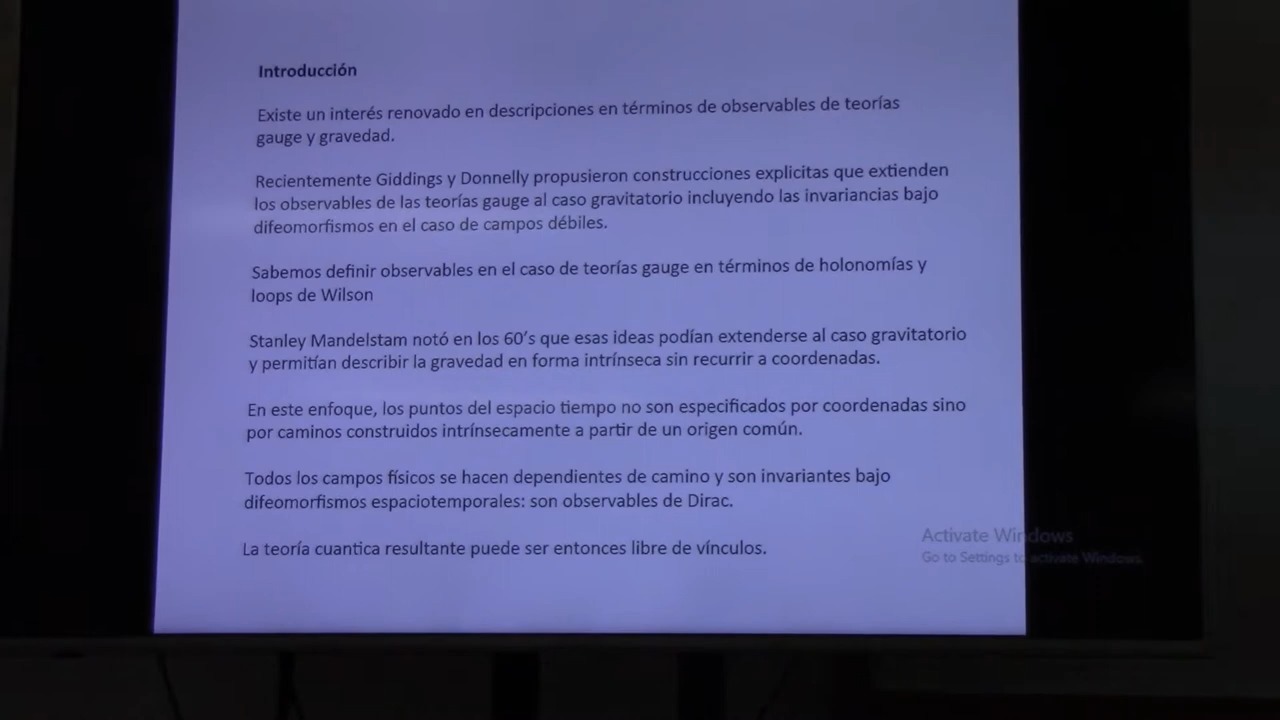 Introducción
Existe un interés renovado en descripciones en términos de observables de teorías
gauge y gravedad.
Recientemente Giddings y Donnelly propusieron construcciones explicitas que extienden
los observables de las teorías gauge al caso gravitatorio incluyendo las invariancias bajo
difeomorfismos en el caso de campos débiles.
Sabemos definir observables en el caso de teorías gauge en términos de holonomías y
loops de Wilson
Stanley Mandelstam notó en los 60's que esas ideas podían extenderse al caso gravitatorio
y permitían describir la gravedad en forma intrínseca sin recurrir a coordenadas.
En este enfoque, los puntos del espacio tiempo no son especificados por coordenadas sino
por caminos construidos intrínsecamente a partir de un origen común.
Todos los campos físicos se hacen dependientes de camino y son invariantes bajo
difeomorfismos espaciotemporales: son observables de Dirac.
La teoría cuantica resultante puede ser entonces libre de vínculos.
Activate Windows
Go to Settings to activate Windows.